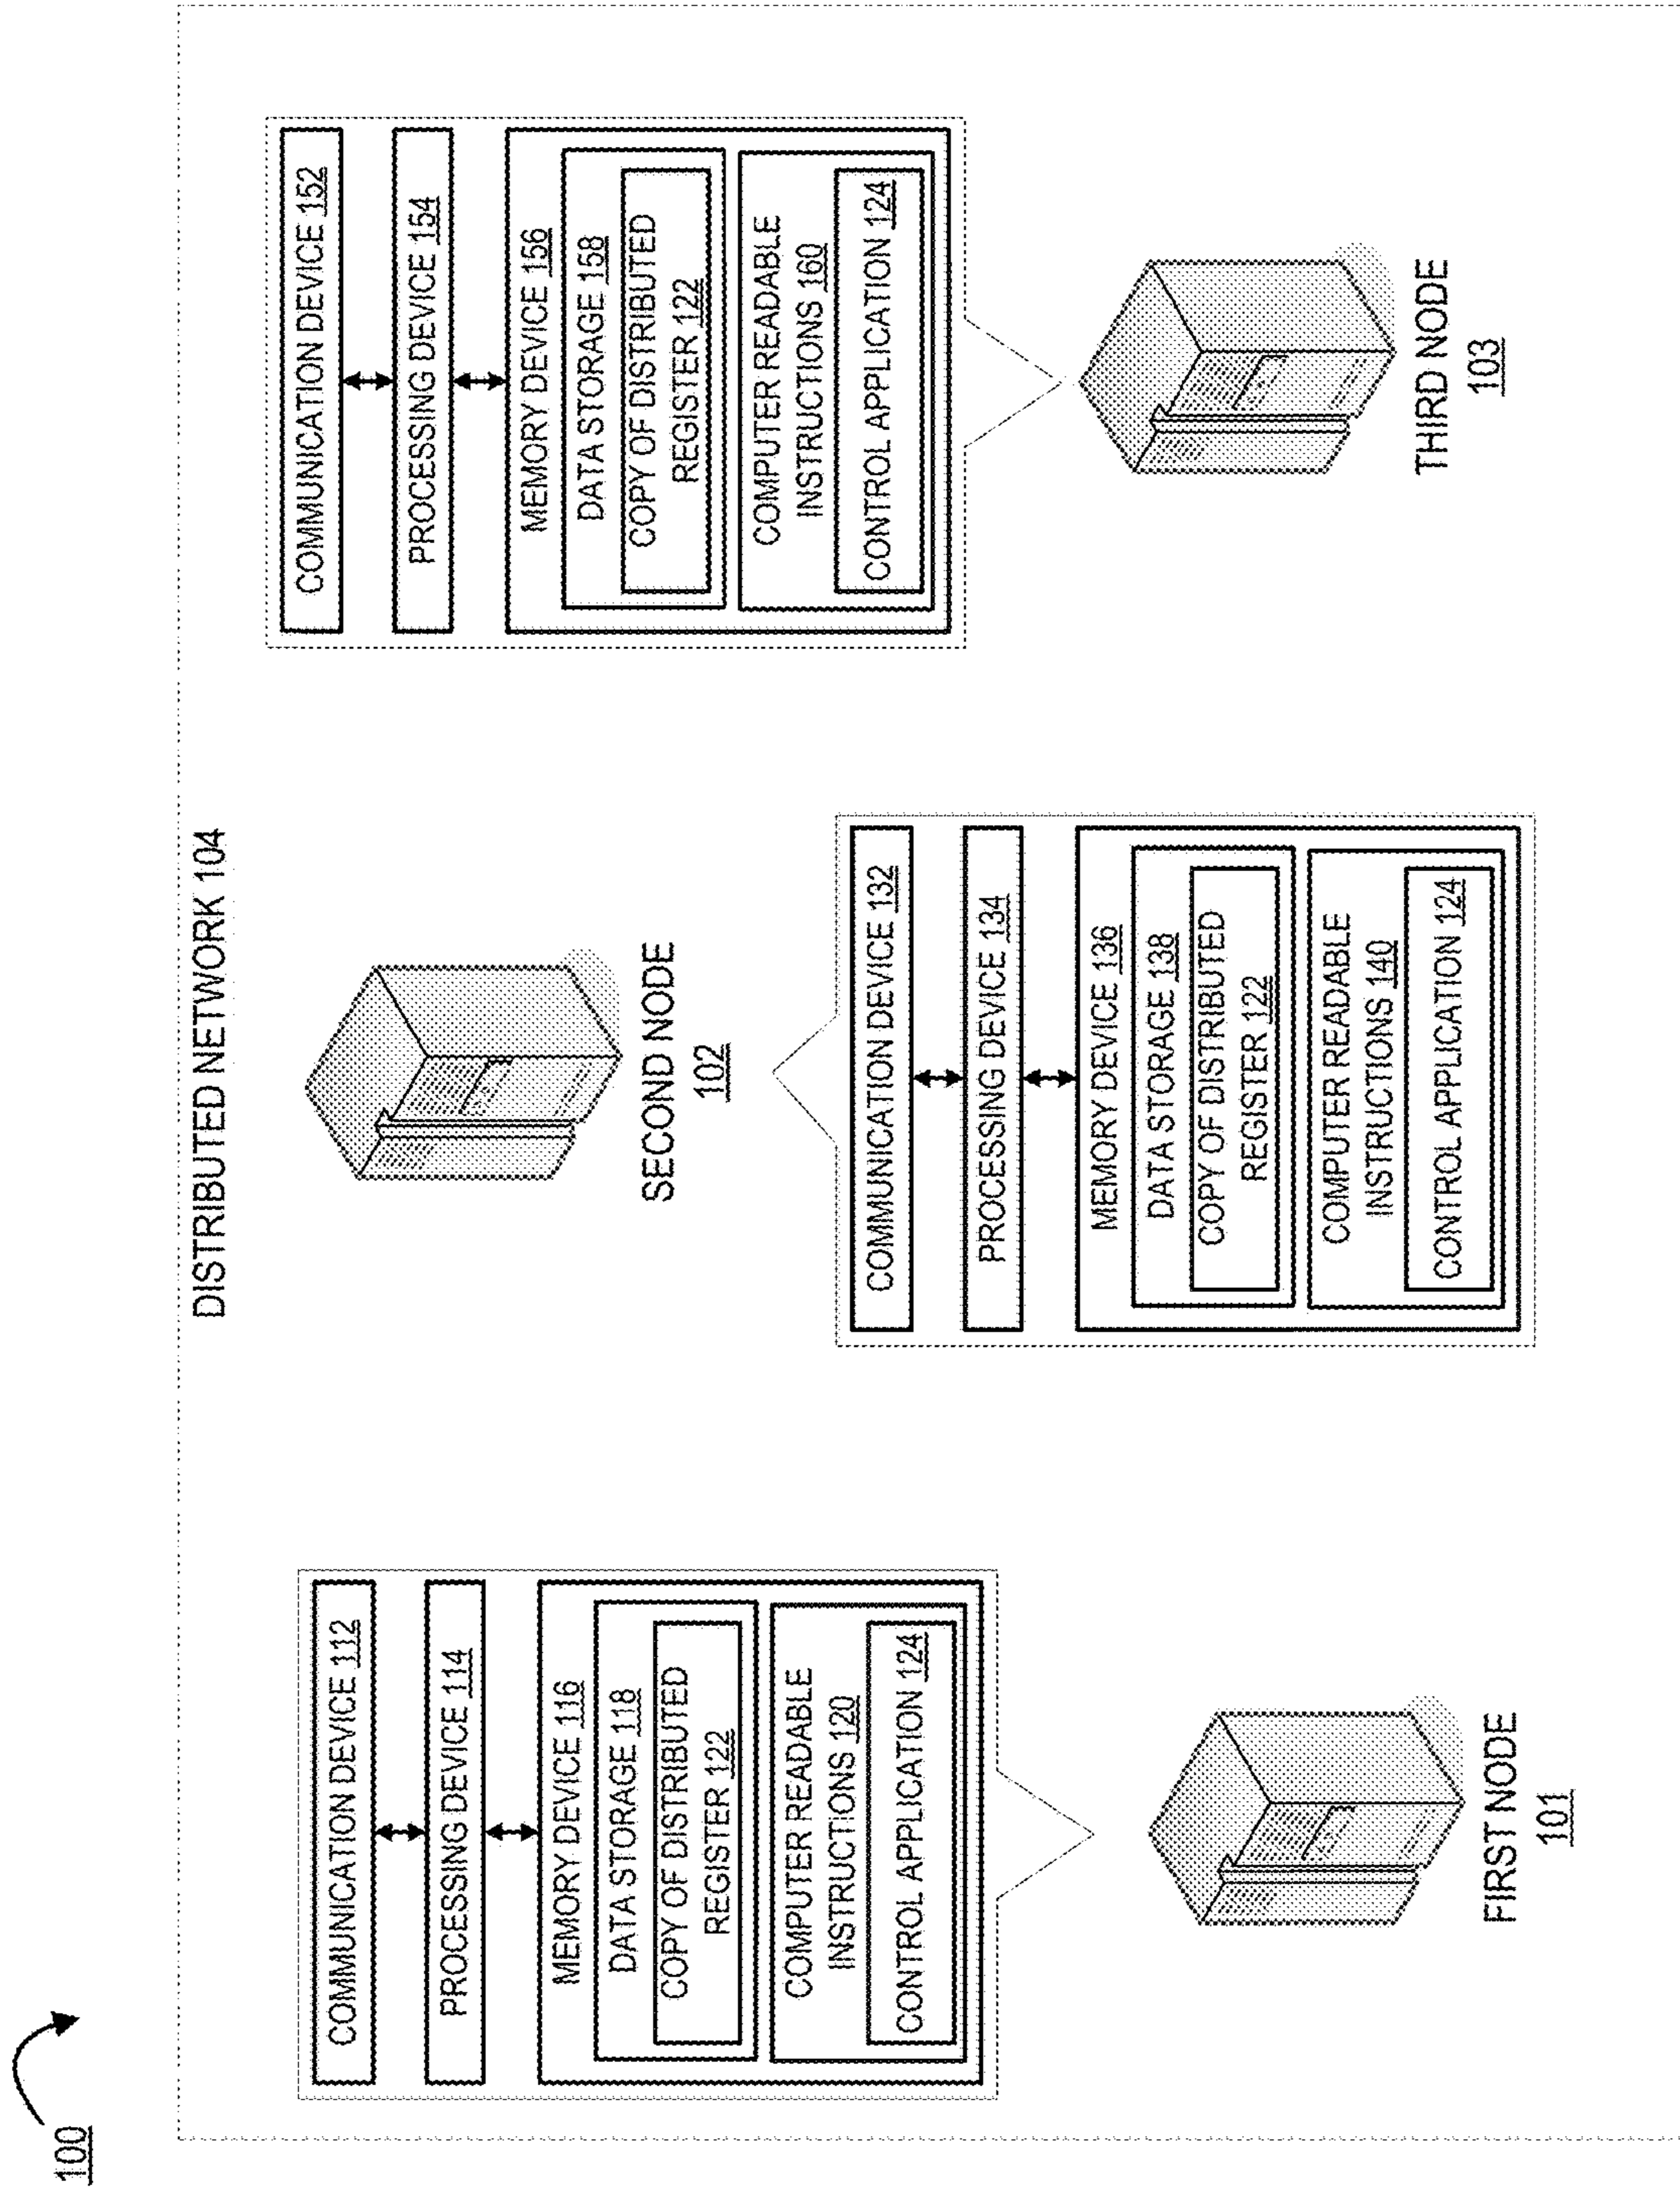 100
DISTRIBUTED NETWORK 104
COMMUNICATION DEVICE 112
PROCESSING DEVICE 114
MEMORY DEVICE 116
DATA STORAGE 118
COPY OF DISTRIBUTED
REGISTER 122
COMPUTER READABLE
INSTRUCTIONS 120
CONTROL APPLICATION 124
FIRST NODE
101
SECOND NODE
102
COMMUNICATION DEVICE 132
PROCESSING DEVICE 134
MEMORY DEVICE 136
DATA STORAGE 138
COPY OF DISTRIBUTED
REGISTER 122
COMPUTER READABLE
INSTRUCTIONS 140
CONTROL APPLICATION 124
COMMUNICATION DEVICE 152
PROCESSING DEVICE 154
MEMORY DEVICE 156
DATA STORAGE 158
COPY OF DISTRIBUTED
REGISTER 122
COMPUTER READABLE
INSTRUCTIONS 160
CONTROL APPLICATION 124
THIRD NODE
103